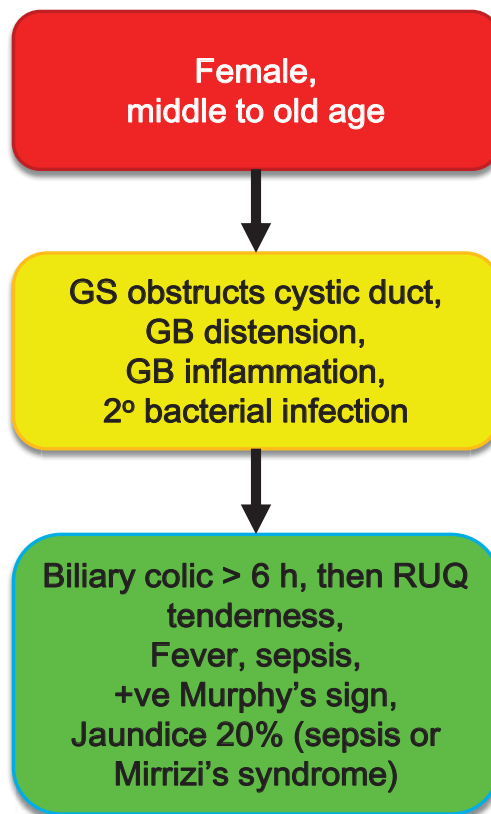 Female,
middle to old age
GS obstructs cystic duct,
GB distension,
GB inflammation,
2º bacterial infection
Biliary colic > 6 h, then RUQ
tenderness,
Fever, sepsis,
+ve Murphy’s sign,
Jaundice 20% (sepsis or
Mirrizi’s syndrome)